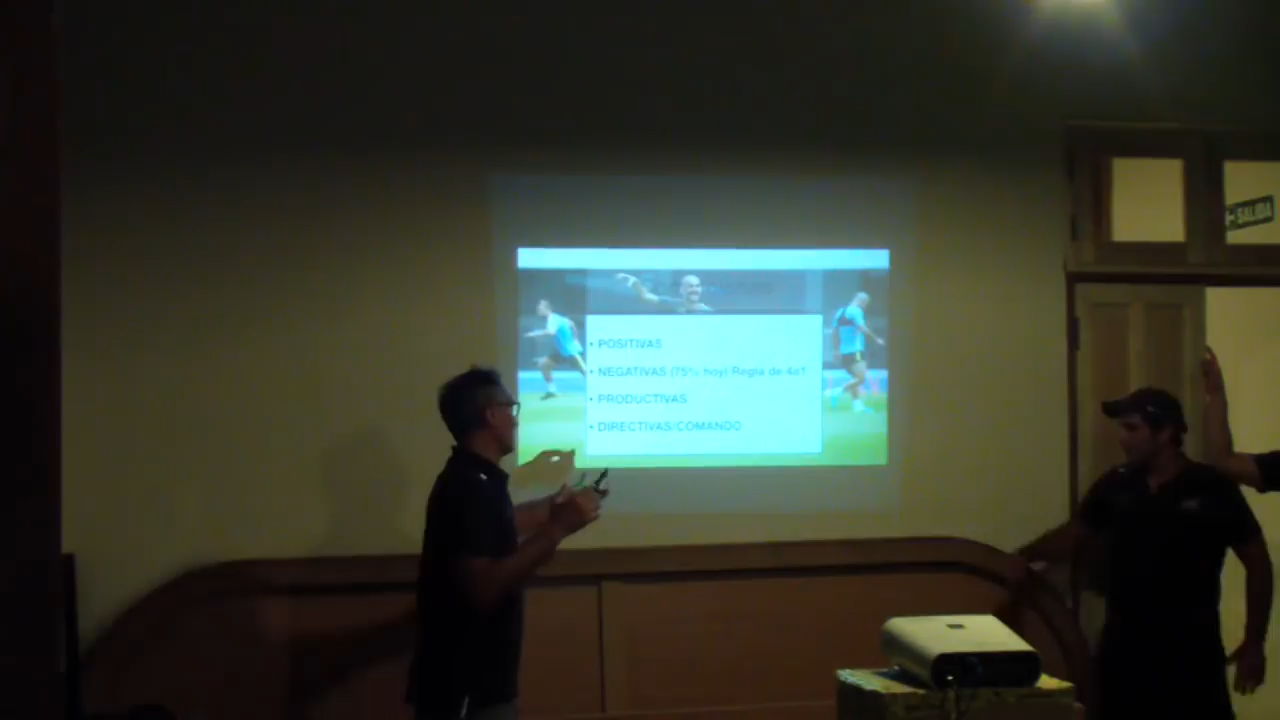 SALIDA
• POSITIVAS
• NEGATIVAS (75% hoy) Regla de 4a1
• PRODUCTIVAS
• DIRECTIVAS/COMANDO